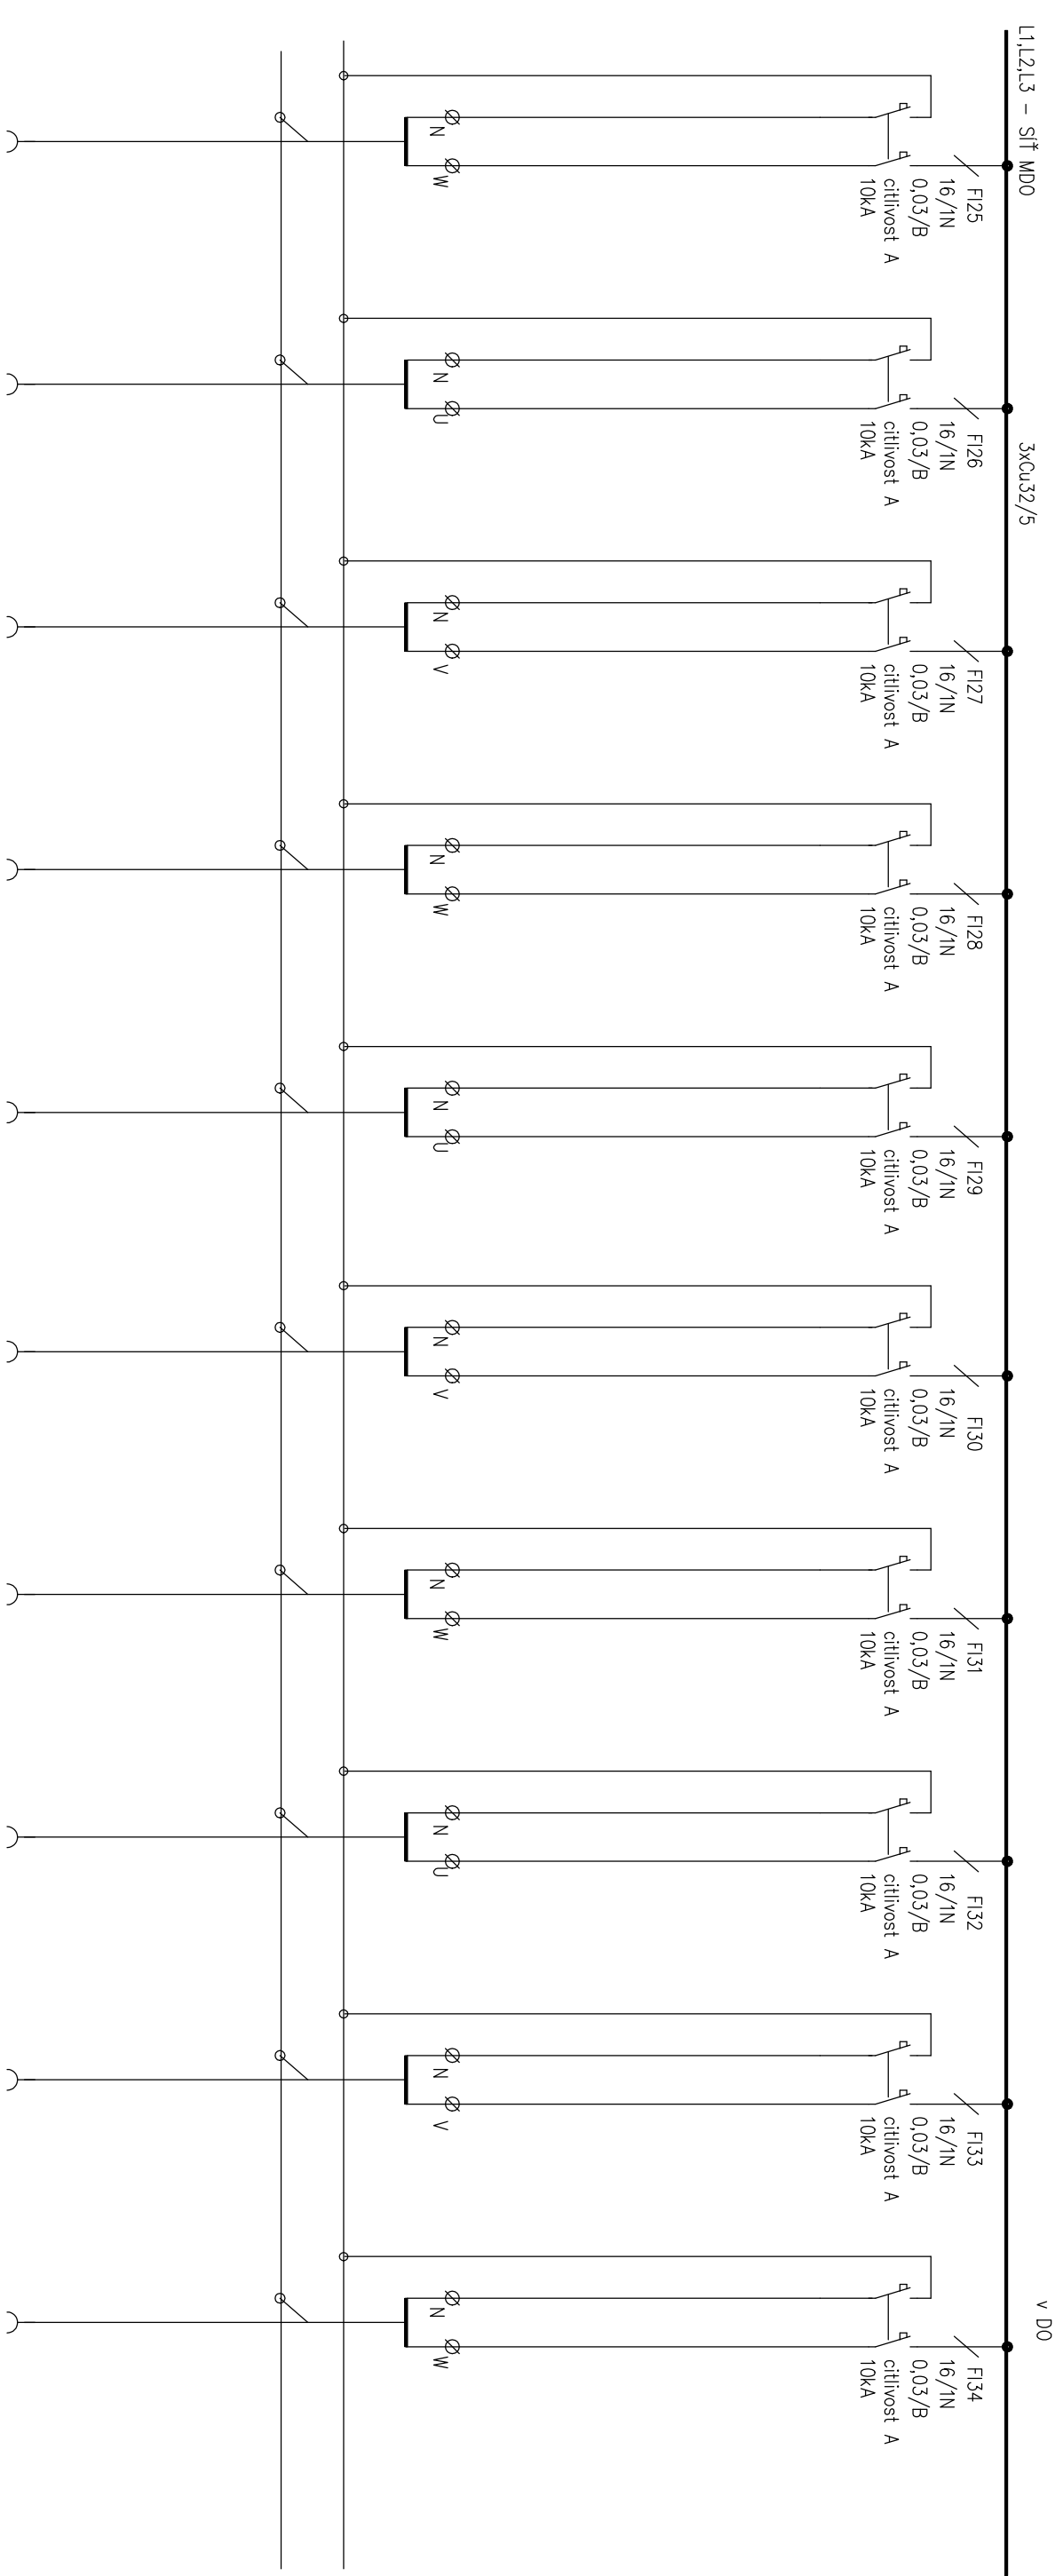 L1,L2,L3 – SÍŤ MDO
3xCu32/5
v DO
FI25
16/1N
0,03/B
citlivost A
10kA
N
W
FI26
16/1N
0,03/B
citlivost A
10kA
N
U
FI27
16/1N
0,03/B
citlivost A
10kA
N
V
FI28
16/1N
0,03/B
citlivost A
10kA
N
W
FI29
16/1N
0,03/B
citlivost A
10kA
N
U
FI30
16/1N
0,03/B
citlivost A
10kA
N
V
FI31
16/1N
0,03/B
citlivost A
10kA
N
W
FI32
16/1N
0,03/B
citlivost A
10kA
N
U
FI33
16/1N
0,03/B
citlivost A
10kA
N
V
FI34
16/1N
0,03/B
citlivost A
10kA
N
W